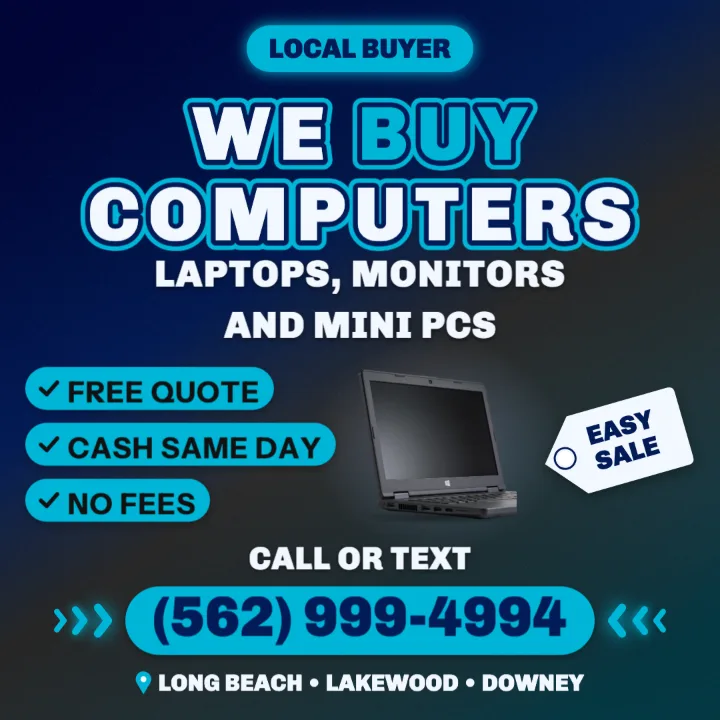 LOCAL BUYER
WE BUY
COMPUTERS
LAPTOPS, MONITORS
AND MINI PCS
FREE QUOTE
CASH SAME DAY
NO FEES
EASY
SALE
CALL OR TEXT
(562) 999-4994
LONG BEACH • LAKEWOOD • DOWNEY